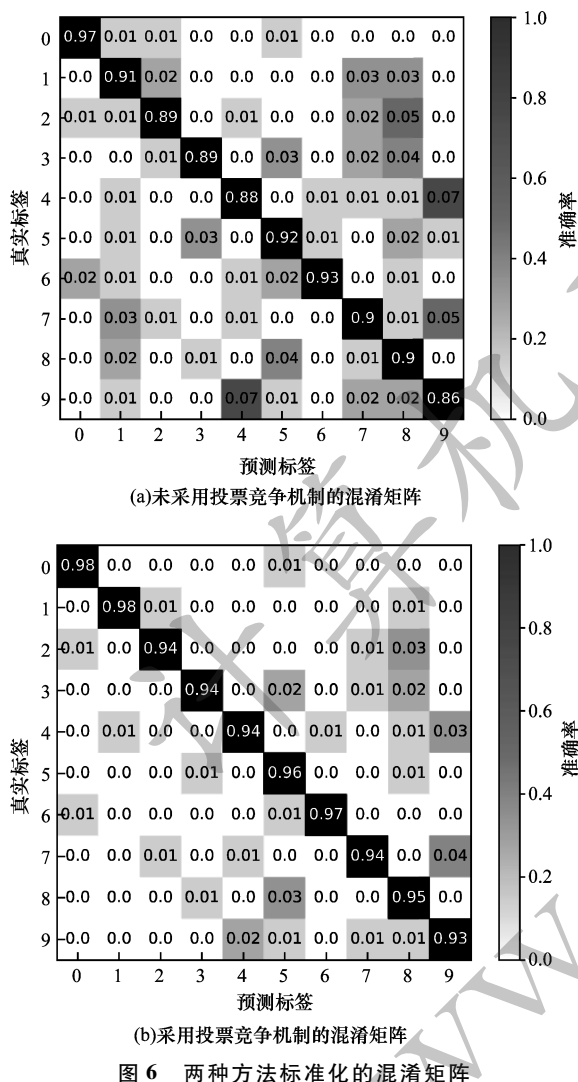 0 0.97 0.01 0.01 0.0 0.0 0.01 0.0 0.0 0.0 0.0
1 0.0 0.91 0.02 0.0 0.0 0.0 0.0 0.03 0.03 0.0
2 0.01 0.01 0.89 0.0 0.01 0.0 0.0 0.02 0.05 0.0
3 0.0 0.0 0.01 0.89 0.0 0.03 0.0 0.02 0.04 0.0
4 0.0 0.01 0.0 0.0 0.88 0.0 0.01 0.01 0.01 0.07
5 0.0 0.01 0.0 0.03 0.0 0.92 0.01 0.0 0.02 0.01
6 0.02 0.01 0.0 0.0 0.01 0.02 0.93 0.0 0.01 0.0
7 0.0 0.03 0.01 0.0 0.01 0.0 0.0 0.9 0.01 0.05
8 0.0 0.02 0.0 0.01 0.0 0.04 0.0 0.01 0.9 0.0
9 0.0 0.01 0.0 0.0 0.07 0.01 0.0 0.02 0.02 0.86
0 1 2 3 4 5 6 7 8 9
真实标签
预测标签
1.0
0.8
0.6
0.4
0.2
0.0
准确率
(a)未采用投票竞争机制的混淆矩阵
0 0.98 0.0 0.0 0.0 0.0 0.01 0.0 0.0 0.0 0.0
1 0.0 0.98 0.01 0.0 0.0 0.0 0.0 0.0 0.01 0.0
2 0.01 0.0 0.94 0.0 0.0 0.0 0.0 0.01 0.03 0.0
3 0.0 0.0 0.0 0.94 0.0 0.02 0.0 0.01 0.02 0.0
4 0.0 0.01 0.0 0.0 0.94 0.0 0.01 0.0 0.01 0.03
5 0.0 0.0 0.0 0.01 0.0 0.96 0.0 0.0 0.01 0.0
6 0.01 0.0 0.0 0.0 0.0 0.01 0.97 0.0 0.0 0.0
7 0.0 0.0 0.01 0.0 0.01 0.0 0.0 0.94 0.0 0.04
8 0.0 0.0 0.0 0.01 0.0 0.03 0.0 0.0 0.95 0.0
9 0.0 0.0 0.0 0.0 0.02 0.01 0.0 0.01 0.01 0.93
0 1 2 3 4 5 6 7 8 9
真实标签
预测标签
1.0
0.8
0.6
0.4
0.2
0.0
准确率
(b)采用投票竞争机制的混淆矩阵
图 6 两种方法标准化的混淆矩阵
计算机
www